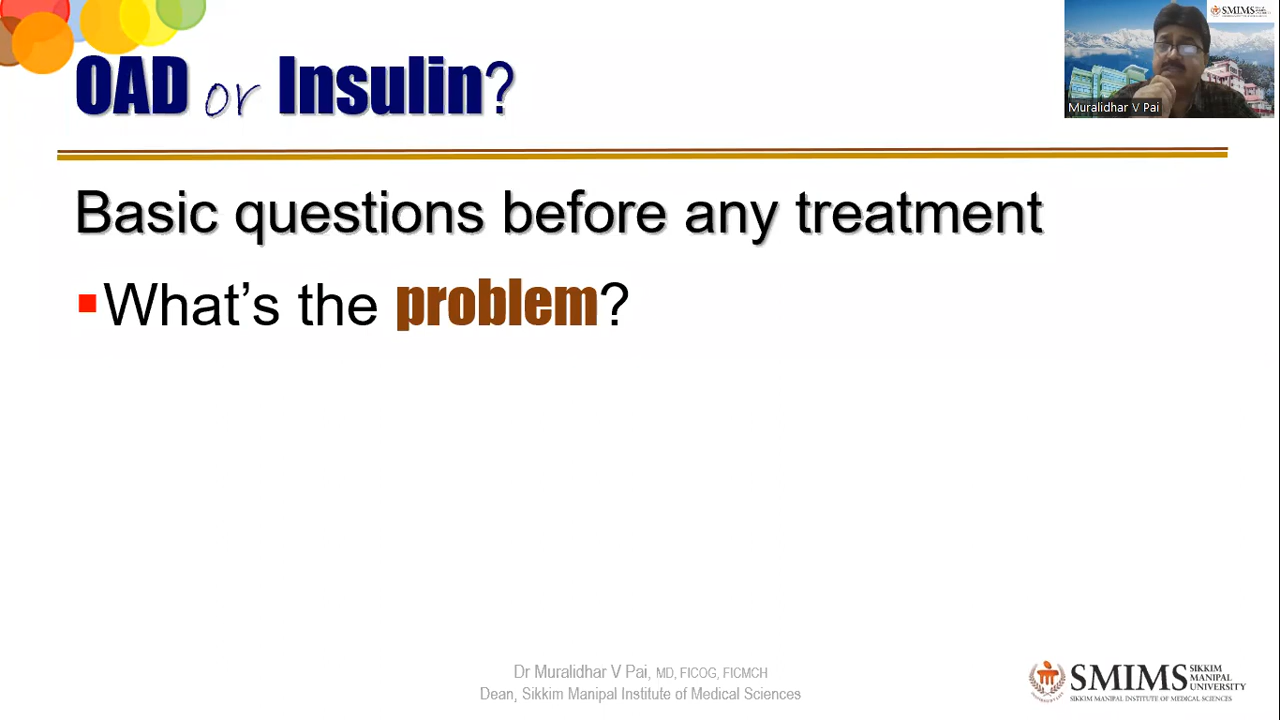 OAD or Insulin?
SMIMS
Muralidhar V Pai
Basic questions before any treatment
What's the problem?
Dr Muralidhar V Pai, MD, FICOG, FICMCH
Dean, Sikkim Manipal Institute of Medical Sciences
SMIMS SIKKIM MANIPAL UNIVERSITY
SIKKIM MANIPAL INSTITUTE OF MEDICAL SCIENCES